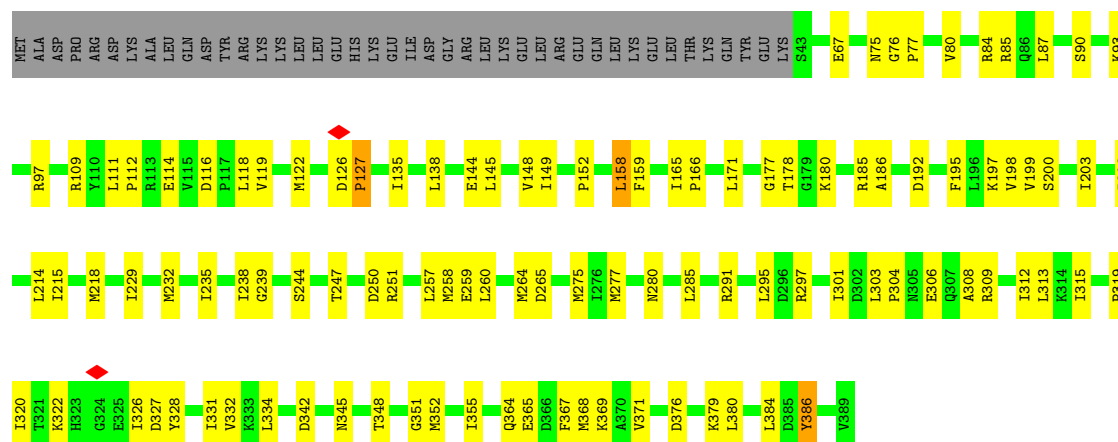 MET ALA ASP PRO ARG ASP LYS ALA LEU GLN ASP TYR ARG LYS LYS LEU LEU GLU HIS LYS GLU ILE ASP GLY ARG LEU LYS GLU LEU ARG GLU GLN LEU LYS GLU LEU THR LYS GLN TYR GLU LYS S43 E67 N75 G76 P77 V80 R84 R85 Q86 L87 S90 K93
R97 R109 Y110 L111 P112 R113 E114 V115 D116 P117 L118 V119 M122 D126 P127 I135 L138 E144 L145 V148 I149 P152 L158 F159 I165 P166 L171 G177 T178 G179 K180 R185 A186 D192 F195 L196 K197 V198 V199 S200 I203
L214 I215 M218 I229 M232 I235 I238 G239 S244 T247 D250 R251 L257 M258 E259 L260 M264 D265 M275 I276 M277 N280 L285 R291 L295 D296 R297 I301 D302 L303 P304 N305 E306 Q307 A308 R309 I312 L313 K314 I315
I320 T321 K322 H323 G324 E325 I326 D327 Y328 I331 V332 K333 L334 D342 N345 T348 G351 M352 I355 Q364 E365 D366 F367 M368 K369 A370 V371 D376 K379 L380 L384 D385 Y386 V389